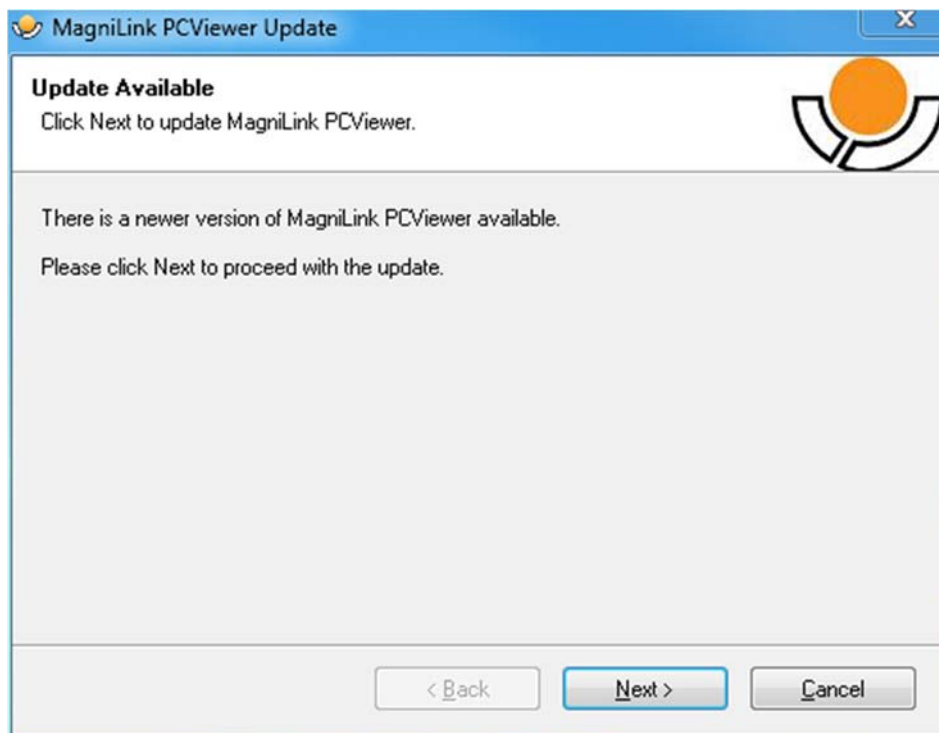 MagniLink PCViewer Update
X
Update Available
Click Next to update MagniLink PCViewer.
There is a newer version of MagniLink PCViewer available.
Please click Next to proceed with the update.
< Back
Next >
Cancel